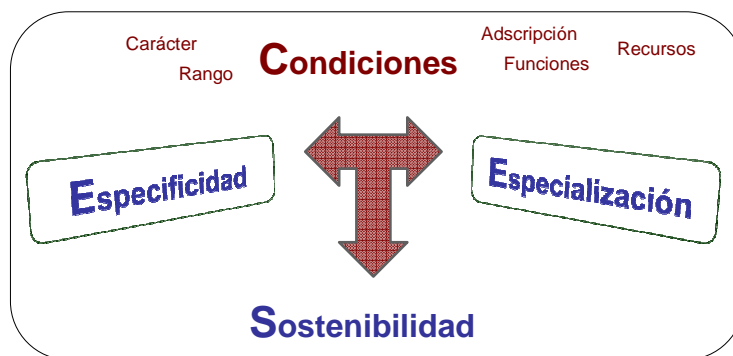 Carácter
Rango
Condiciones
Adscripción
Funciones
Recursos
Especificidad
Especialización
Sostenibilidad